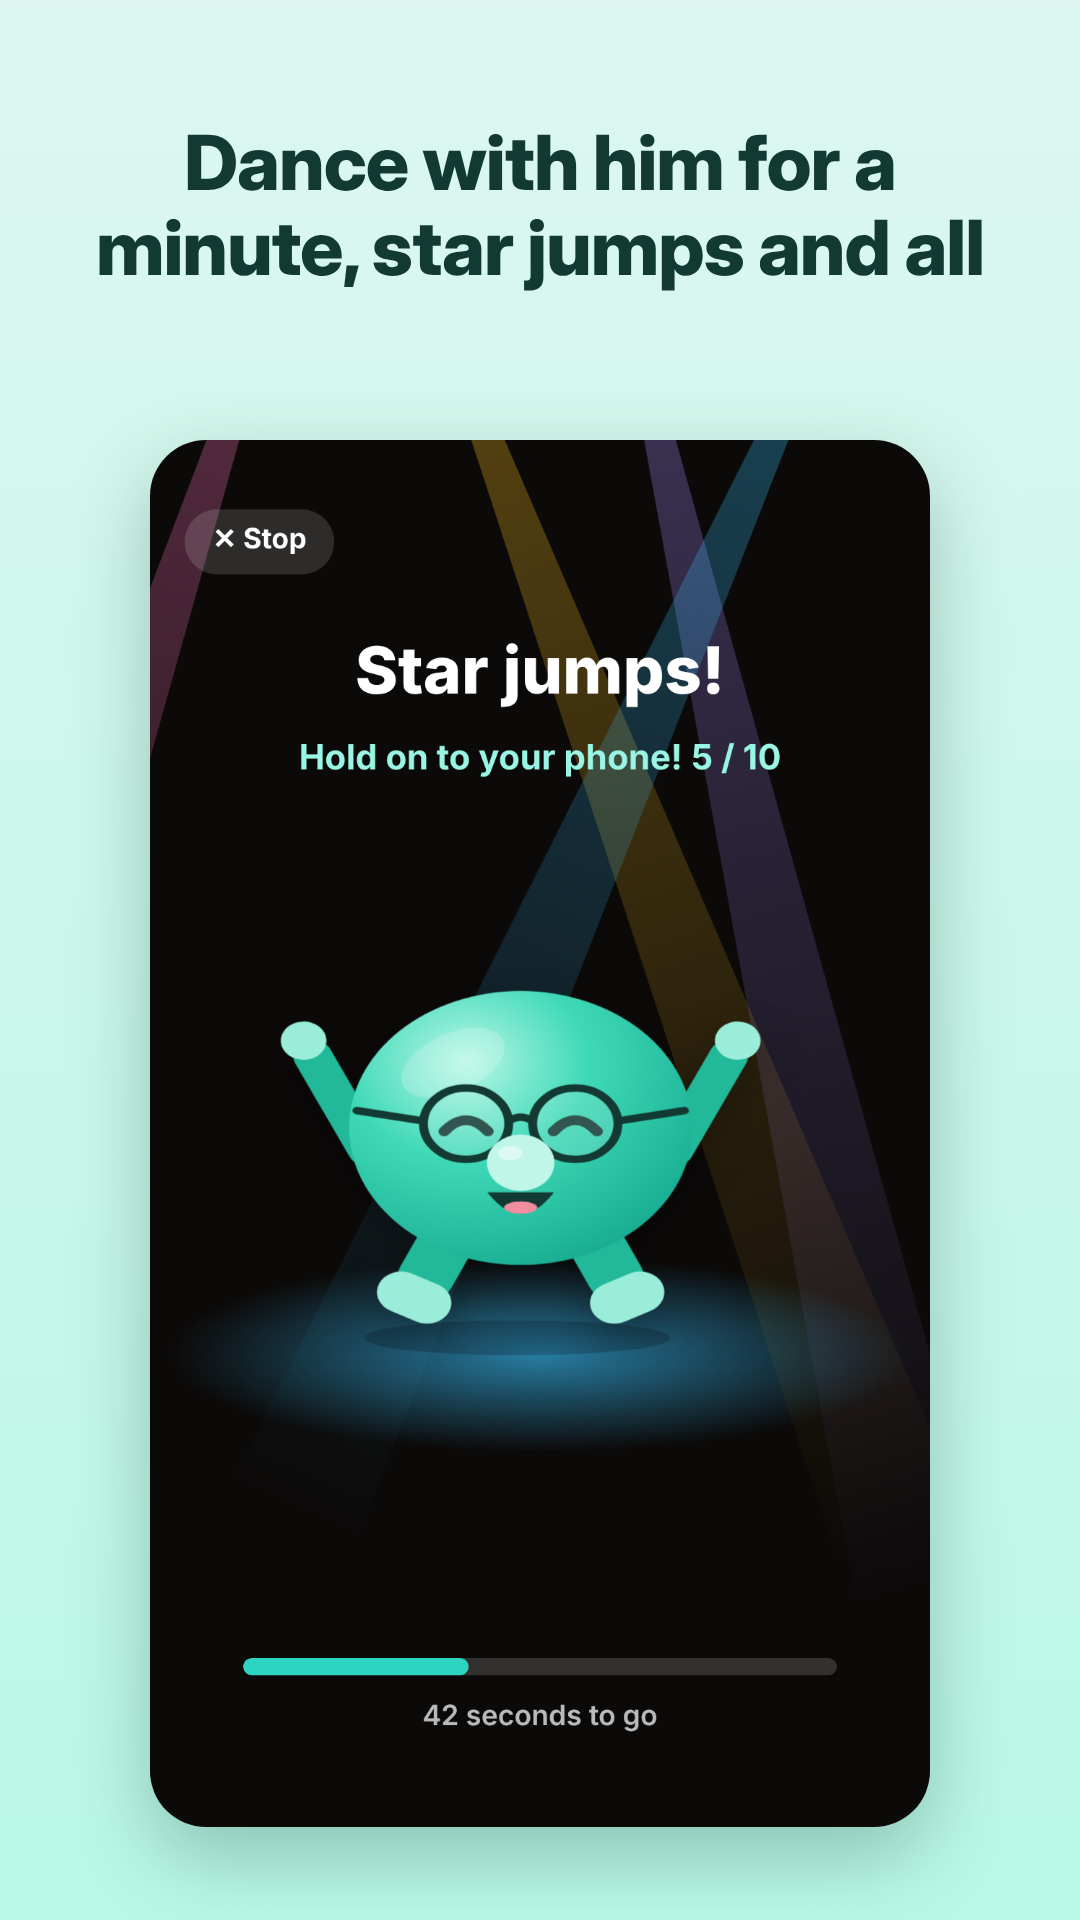 Dance with him for a
minute, star jumps and all
✕ Stop
Star jumps!
Hold on to your phone! 5 / 10
42 seconds to go